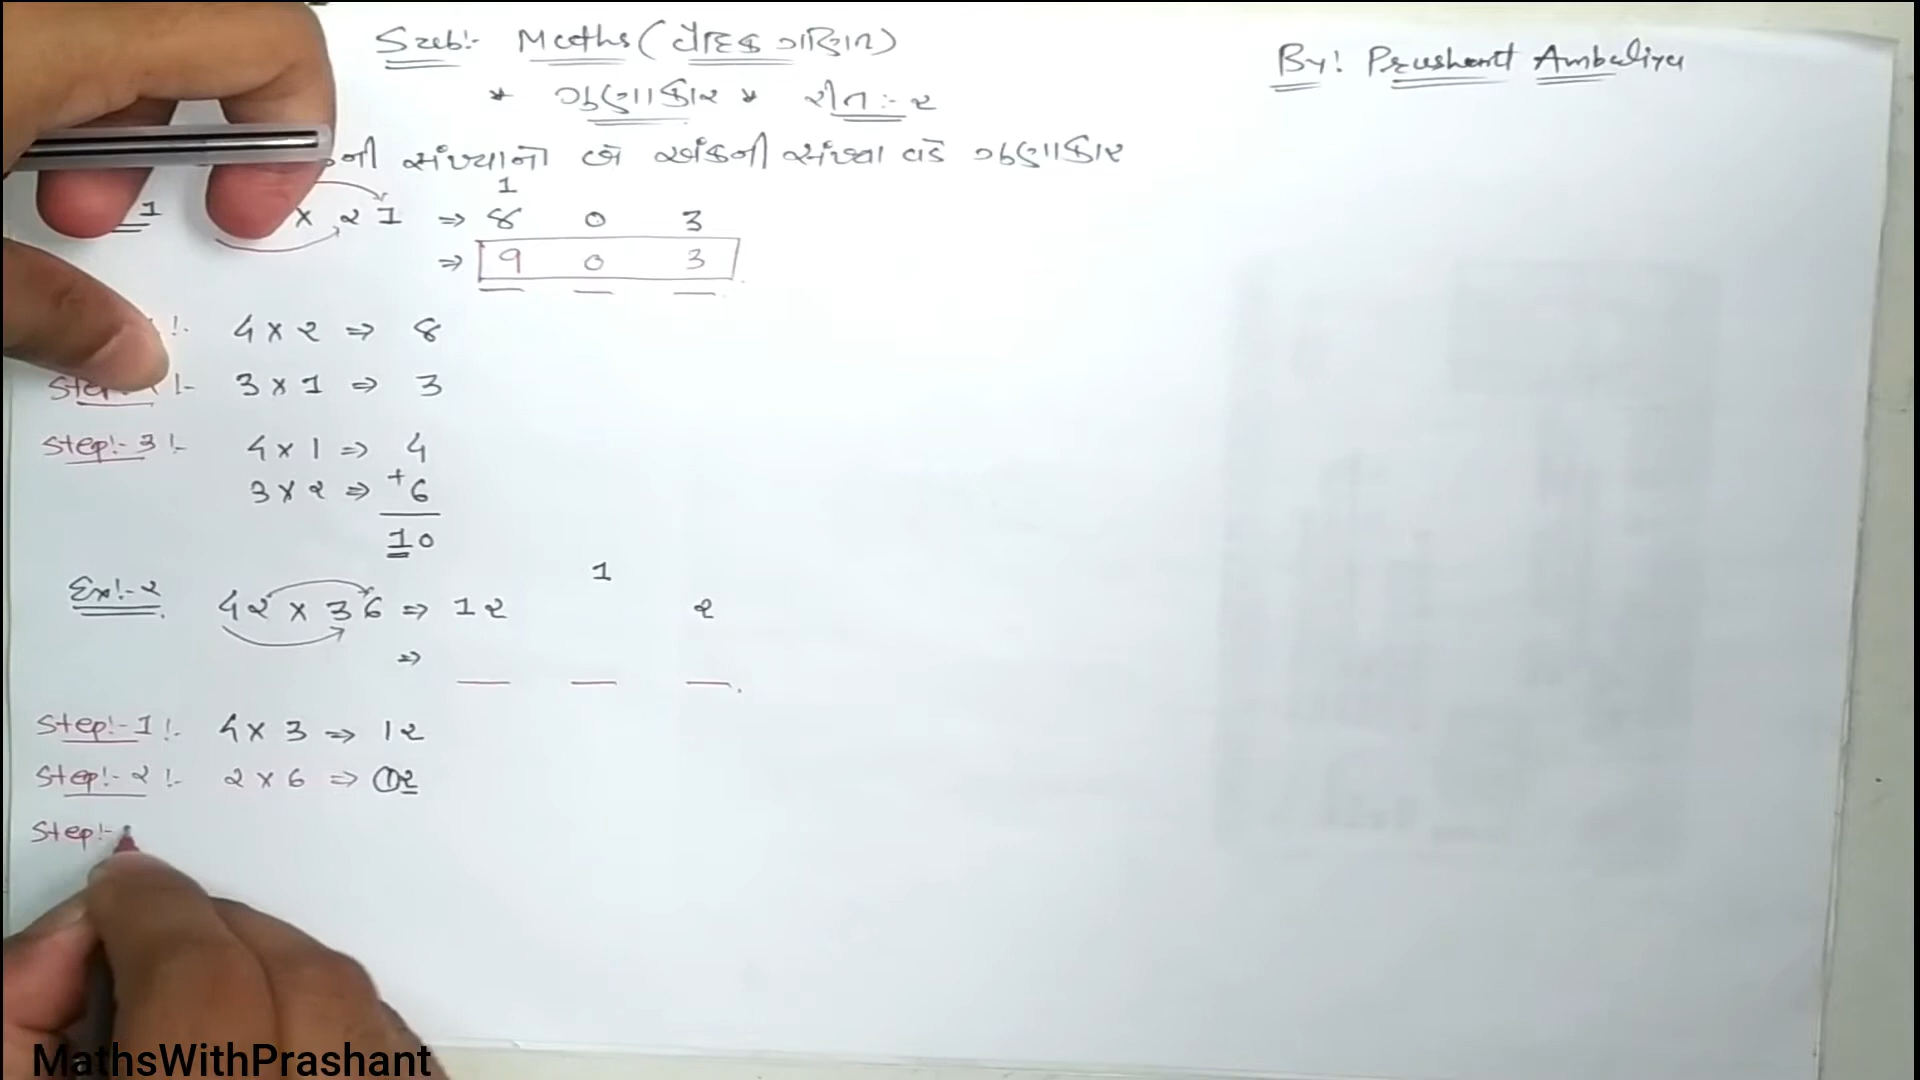 Sub:- Maths (વૈદિક ગણિત)
* ગુણાકાર * રીત :- ૨
By: Prashant Ambaliya
ની સંખ્યાનો બે અંકની સંખ્યા વડે ગુણાકાર
1
1 x ૨1 ⇒ 8 0 3
⇒ 9 0 3
!- 4 x ૨ ⇒ 8
Step !- 3 x 1 ⇒ 3
Step:- 3 !- 4 x 1 ⇒ 4
3 x ૨ ⇒ +6
10
1
Ex:- ૨ 4૨ x 36 ⇒ 1૨ ૨
⇒
Step:- 1 !- 4 x 3 ⇒ 1૨
Step:- ૨ !- ૨ x 6 ⇒ 1૨
Step:-
MathsWithPrashant